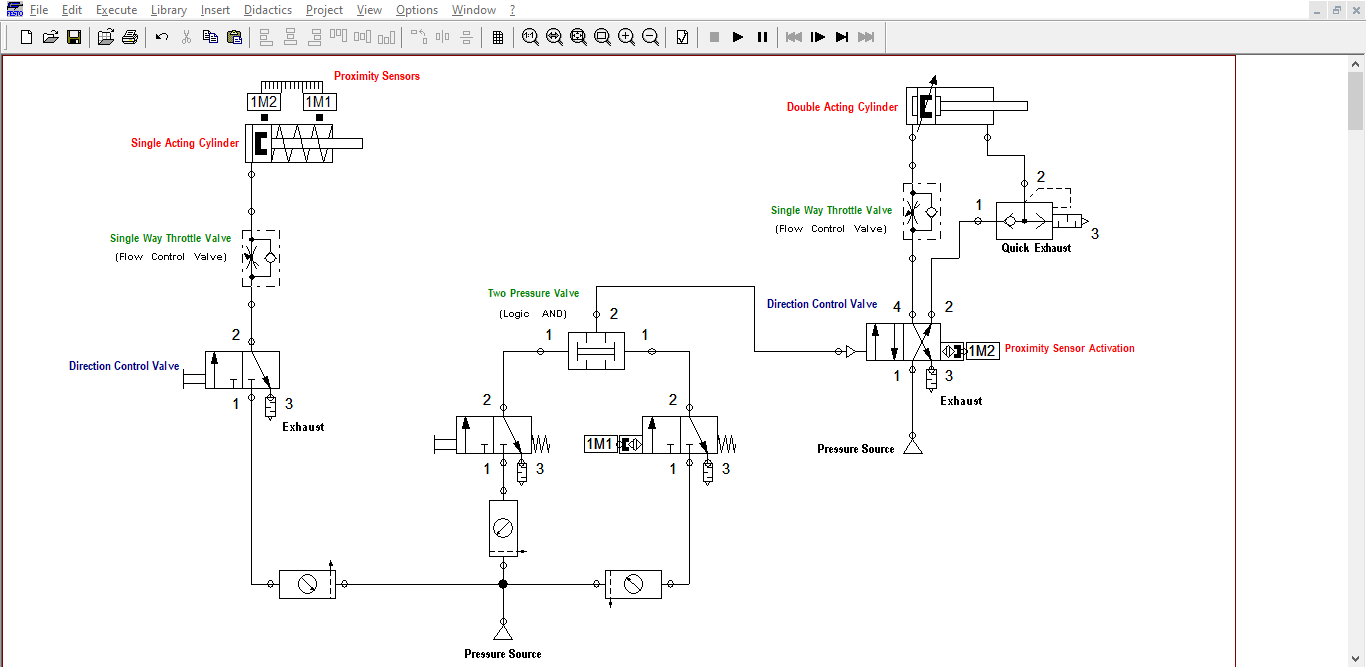 FESTO
File Edit Execute Library Insert Didactics Project View Options Window ?
1:1
Proximity Sensors
1M2 1M1
Single Acting Cylinder
Double Acting Cylinder
2
Single Way Throttle Valve
(Flow Control Valve)
1
3
Quick Exhaust
Single Way Throttle Valve
(Flow Control Valve)
Two Pressure Valve
(Logic AND)
2
Direction Control Valve
4 2
2
1 1
1M2
Proximity Sensor Activation
Direction Control Valve
1 3
Exhaust
1 3
Exhaust
2 2
1M1
Pressure Source
1 3 1 3
Pressure Source